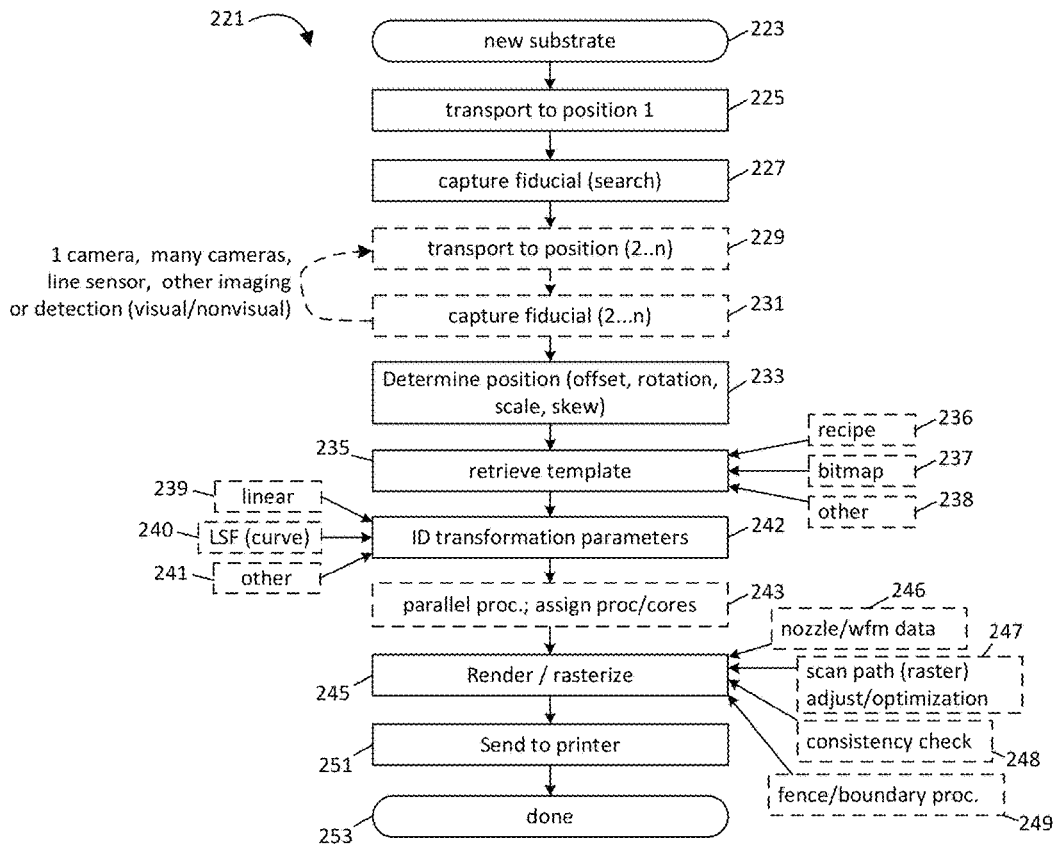 221
new substrate
223
transport to position 1
225
capture fiducial (search)
227
transport to position (2..n)
229
1 camera, many cameras,
line sensor, other imaging
or detection (visual/nonvisual)
capture fiducial (2...n)
231
Determine position (offset, rotation,
scale, skew)
233
235
retrieve template
recipe
236
bitmap
237
other
238
239
linear
240
LSF (curve)
241
other
ID transformation parameters
242
parallel proc.; assign proc/cores
243
246
nozzle/wfm data
247
scan path (raster)
adjust/optimization
245
Render / rasterize
consistency check
248
fence/boundary proc.
249
251
Send to printer
253
done